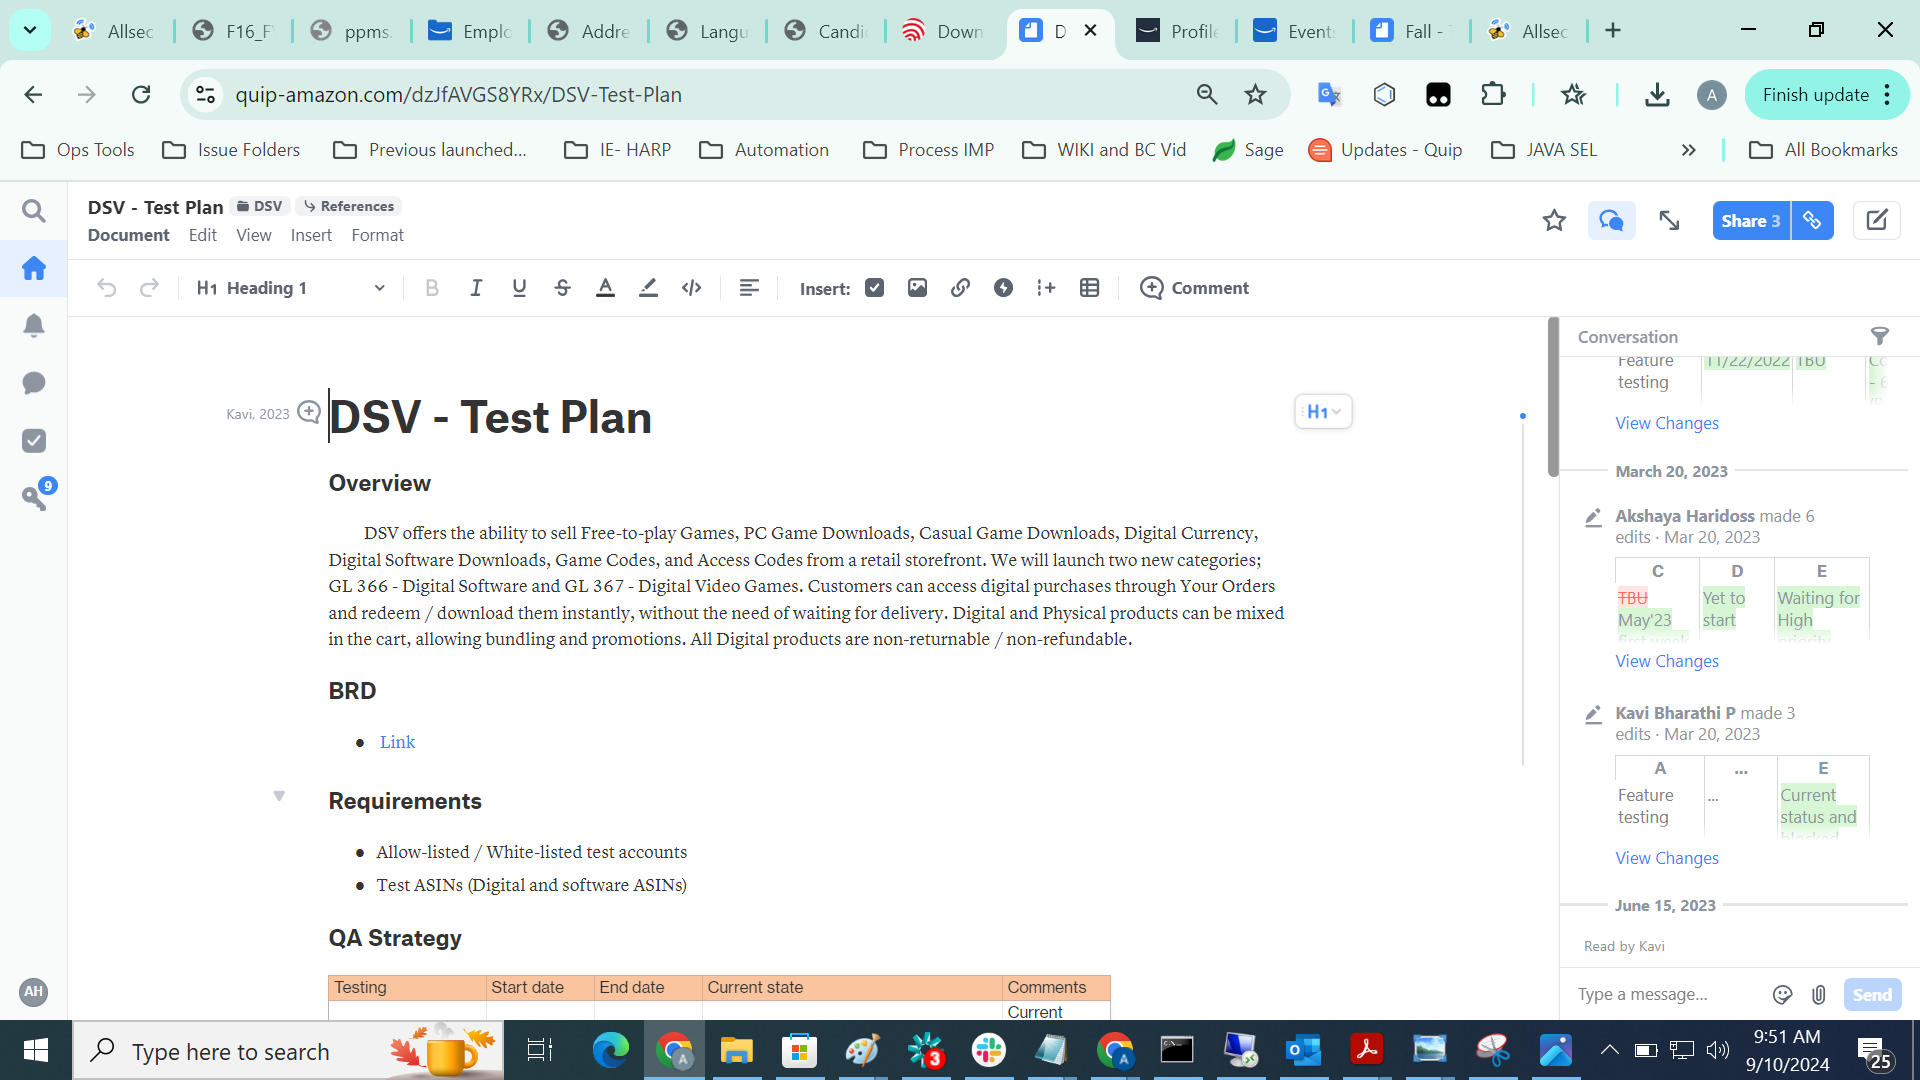 Allsec
F16_F
ppms.
Emplo
Addre
Langu
Candi
Down
D
Profile
Events
Fall -
Allsec
quip-amazon.com/dzJfAVGS8YRx/DSV-Test-Plan
A
Finish update
Ops Tools
Issue Folders
Previous launched...
IE- HARP
Automation
Process IMP
WIKI and BC Vid
Sage
Updates - Quip
JAVA SEL
All Bookmarks
DSV - Test Plan DSV References
Document Edit View Insert Format
Share 3
H1 Heading 1
B I U S A
Insert:
Comment
Kavi, 2023
DSV - Test Plan
H1
Overview
DSV offers the ability to sell Free-to-play Games, PC Game Downloads, Casual Game Downloads, Digital Currency,
Digital Software Downloads, Game Codes, and Access Codes from a retail storefront. We will launch two new categories;
GL 366 - Digital Software and GL 367 - Digital Video Games. Customers can access digital purchases through Your Orders
and redeem / download them instantly, without the need of waiting for delivery. Digital and Physical products can be mixed
in the cart, allowing bundling and promotions. All Digital products are non-returnable / non-refundable.
BRD
• Link
Requirements
• Allow-listed / White-listed test accounts
• Test ASINs (Digital and software ASINs)
QA Strategy
Testing Start date End date Current state Comments
Current
Conversation
Feature 11/22/2022 TBU
testing
View Changes
March 20, 2023
Akshaya Haridoss made 6
edits · Mar 20, 2023
C D E
TBU Yet to Waiting for
May'23 start High
first week priority
View Changes
Kavi Bharathi P made 3
edits · Mar 20, 2023
A ... E
Feature ... Current
testing status and
blocked
View Changes
June 15, 2023
Read by Kavi
Type a message...
Send
9
AH
Type here to search
3
9:51 AM
9/10/2024
25